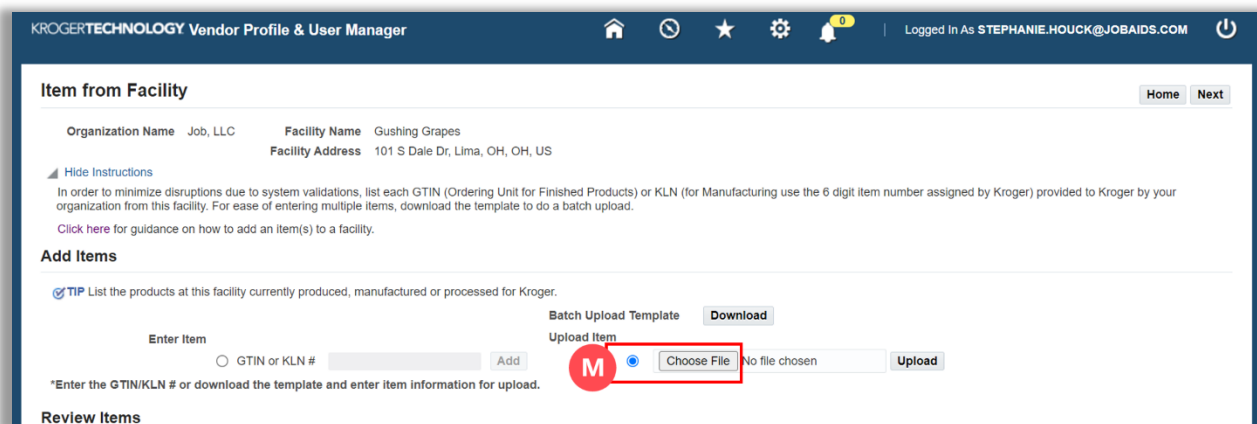 KROGERTECHNOLOGY. Vendor Profile & User Manager 0 Logged In As STEPHANIE.HOUCK@JOBAIDS.COM
Item from Facility Home Next
Organization Name Job, LLC Facility Name Gushing Grapes
Facility Address 101 S Dale Dr, Lima, OH, OH, US
Hide Instructions
In order to minimize disruptions due to system validations, list each GTIN (Ordering Unit for Finished Products) or KLN (for Manufacturing use the 6 digit item number assigned by Kroger) provided to Kroger by your
organization from this facility. For ease of entering multiple items, download the template to do a batch upload.
Click here for guidance on how to add an item(s) to a facility.
Add Items
TIP List the products at this facility currently produced, manufactured or processed for Kroger.
Batch Upload Template Download
Enter Item Upload Item
GTIN or KLN # Add M Choose File No file chosen Upload
*Enter the GTIN/KLN # or download the template and enter item information for upload.
Review Items